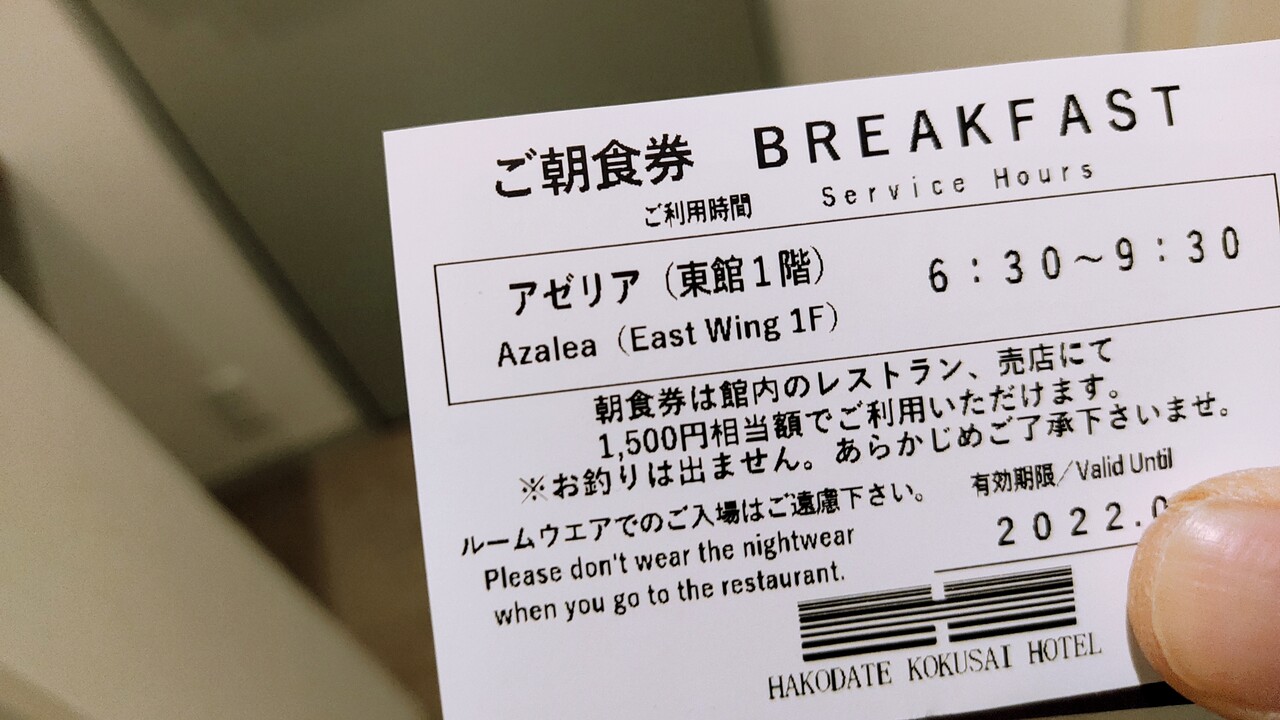 ご朝食券 BREAKFAST
ご利用時間 Service Hours
アゼリア（東館1階） 6:30～9:30
Azalea（East Wing 1F）
朝食券は館内のレストラン、売店にて
1,500円相当額でご利用いただけます。
※お釣りは出ません。あらかじめご了承下さいませ。
ルームウエアでのご入場はご遠慮下さい。
Please don't wear the nightwear
when you go to the restaurant.
有効期限／Valid Until
2022.0
HAKODATE KOKUSAI HOTEL